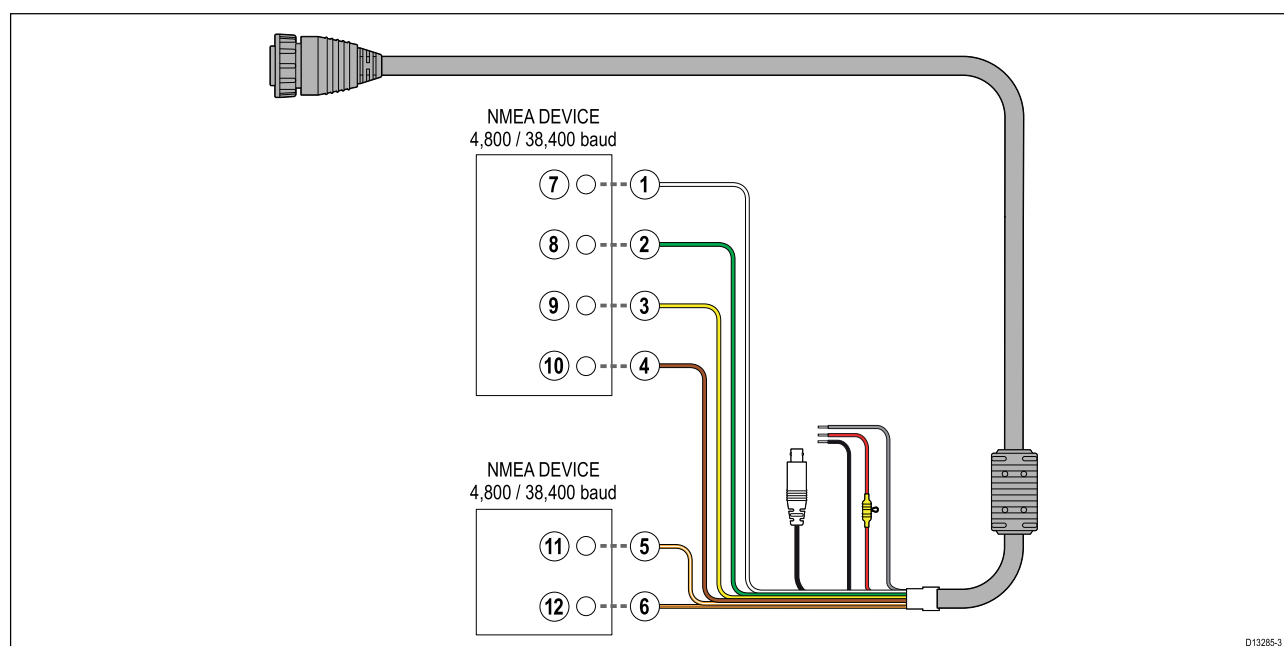 NMEA DEVICE
4,800 / 38,400 baud
7 1
8 2
9 3
10 4
NMEA DEVICE
4,800 / 38,400 baud
11 5
12 6
D13285-3